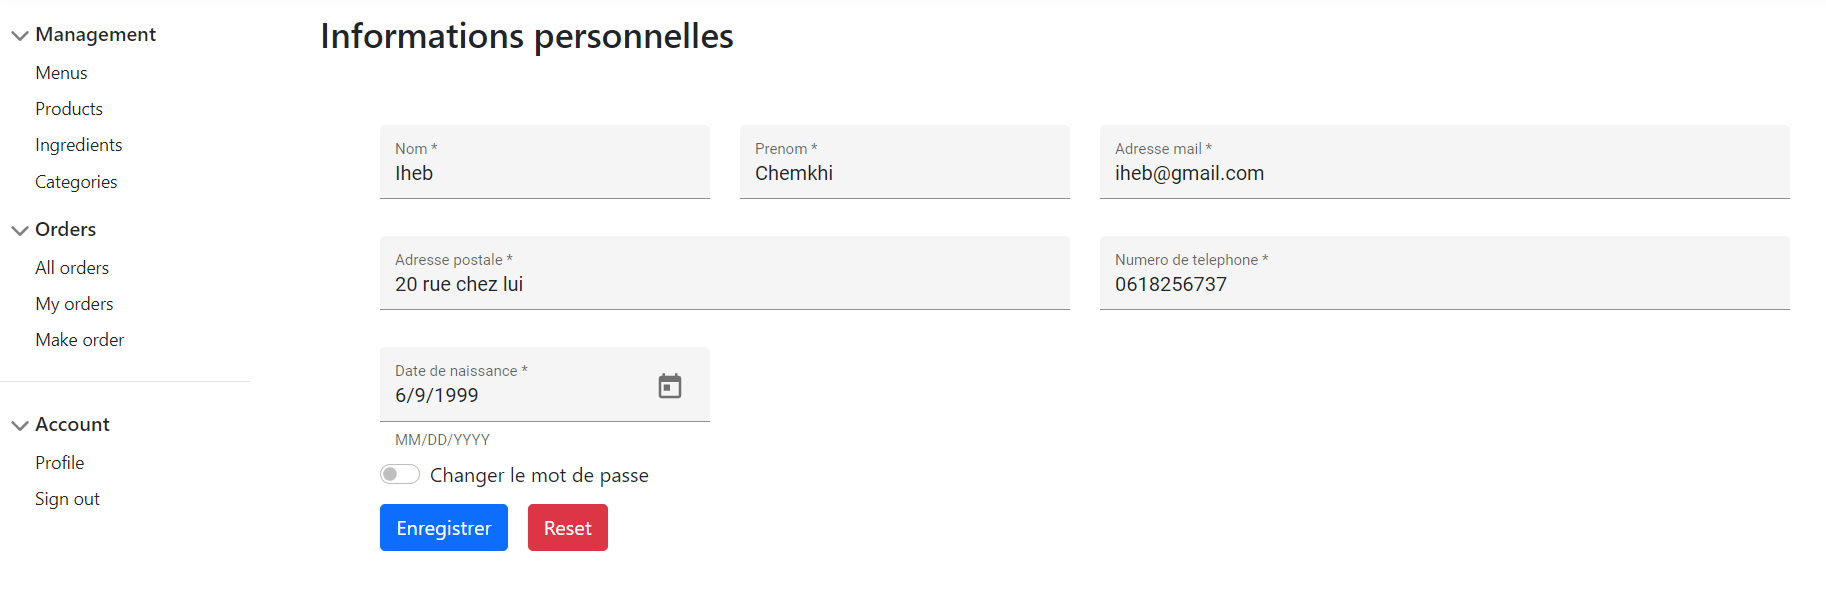 Management
Menus
Products
Ingredients
Categories
Orders
All orders
My orders
Make order
Account
Profile
Sign out
Informations personnelles
Nom *
Iheb
Prenom *
Chemkhi
Adresse mail *
iheb@gmail.com
Adresse postale *
20 rue chez lui
Numero de telephone *
0618256737
Date de naissance *
6/9/1999
MM/DD/YYYY
Changer le mot de passe
Enregistrer
Reset